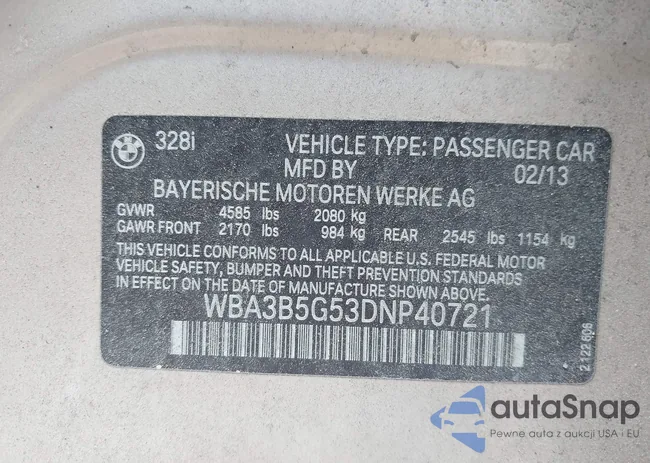 328i VEHICLE TYPE: PASSENGER CAR
MFD BY 02/13
BAYERISCHE MOTOREN WERKE AG
GVWR 4585 lbs 2080 kg
GAWR FRONT 2170 lbs 984 kg REAR 2545 lbs 1154 kg
THIS VEHICLE CONFORMS TO ALL APPLICABLE U.S. FEDERAL MOTOR
VEHICLE SAFETY, BUMPER AND THEFT PREVENTION STANDARDS
IN EFFECT ON THE DATE OF MANUFACTURE SHOWN ABOVE.
WBA3B5G53DNP40721
2 122 606
autaSnap
Pewne auta z aukcji USA i EU